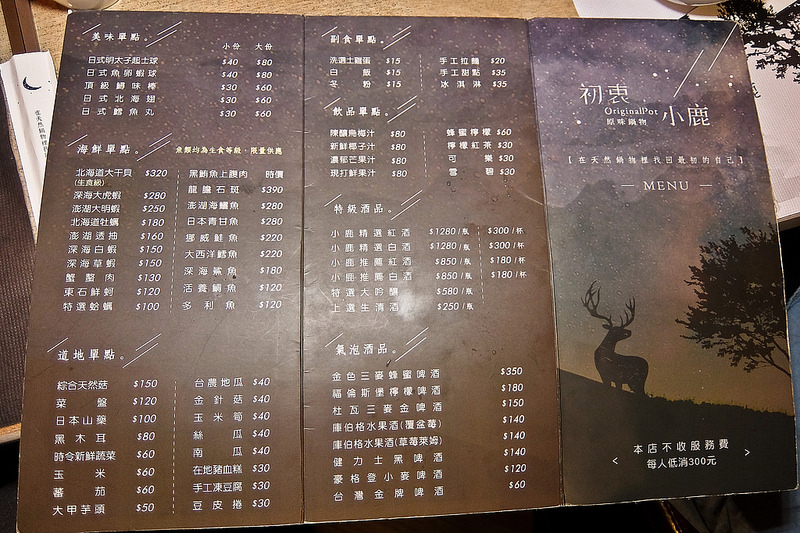 美味單點。
小份 大份
日式明太子起士球 $40 $80
日式魚卵蝦球 $40 $80
頂級鱘味棒 $30 $60
日式北海翅 $30 $60
日式鱈魚丸 $30 $60
海鮮單點。
魚類均為生食等級，限量供應
北海道大干貝 $320
(生食級)
深海大虎蝦 $280
澎湖大明蝦 $250
北海道牡蠣 $180
澎湖透抽 $160
深海白蝦 $150
深海草蝦 $150
蟹螯肉 $130
東石鮮蚵 $120
特選蛤蠣 $100
黑鮪魚上腹肉 時價
龍膽石斑 $390
澎湖海鱺魚 $280
日本青甘魚 $280
挪威鮭魚 $220
大西洋鱈魚 $220
深海鯊魚 $180
活養鯛魚 $120
多利魚 $120
道地單點。
綜合天然菇 $150
菜盤 $120
日本山藥 $100
黑木耳 $80
時令新鮮蔬菜 $60
玉米 $60
蕃茄 $60
大甲芋頭 $50
台農地瓜 $40
金針菇 $40
玉米筍 $40
絲瓜 $40
南瓜 $40
在地豬血糕 $30
手工凍豆腐 $30
豆皮捲 $30
副食單點。
洗選土雞蛋 $15
白飯 $15
冬粉 $15
手工拉麵 $20
手工甜點 $35
冰淇淋 $35
飲品單點。
陳釀烏梅汁 $80
新鮮椰子汁 $80
濃郁芒果汁 $80
現打鮮果汁 $80
蜂蜜檸檬 $60
檸檬紅茶 $30
可樂 $30
雪碧 $30
特級酒品。
小鹿精選紅酒 $1280/瓶 $300/杯
小鹿精選白酒 $1280/瓶 $300/杯
小鹿推薦紅酒 $850/瓶 $180/杯
小鹿推薦白酒 $850/瓶 $180/杯
特選大吟釀 $580/瓶
上選生清酒 $250/瓶
氣泡酒品。
金色三麥蜂蜜啤酒 $350
福倫斯堡檸檬啤酒 $180
杜瓦三麥金啤酒 $150
庫伯格水果酒(覆盆莓) $140
庫伯格水果酒(草莓萊姆) $140
健力士黑啤酒 $140
豪格登小麥啤酒 $120
台灣金牌啤酒 $60
初衷
OriginalPot
原味鍋物
小鹿
[在天然鍋物裡找回最初的自己]
— MENU —
本店不收服務費
每人低消300元